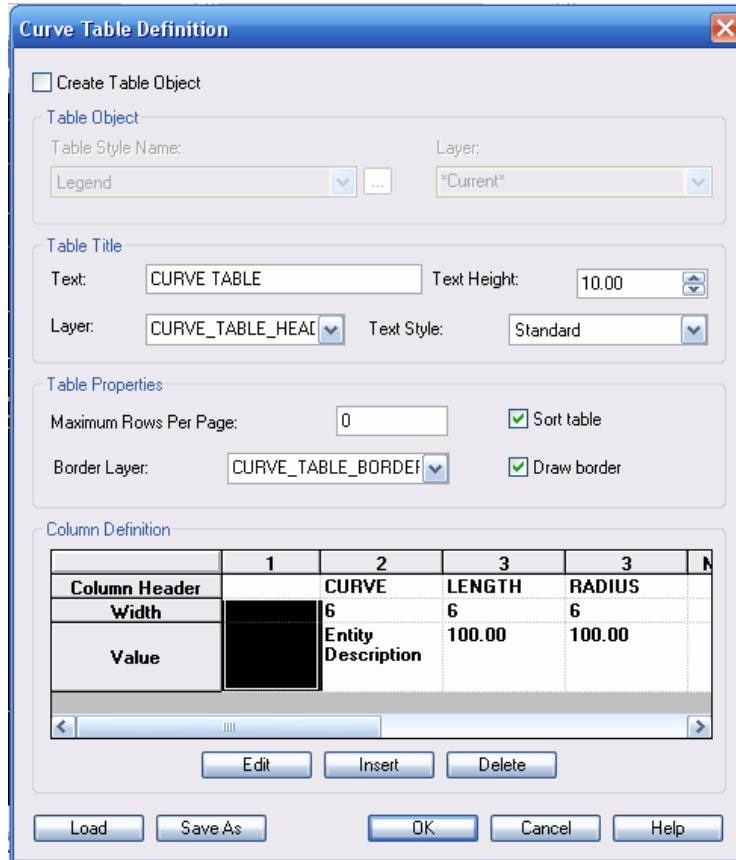 Curve Table Definition
Create Table Object
Table Object
Table Style Name: Layer:
Legend ... *Current*
Table Title
Text: CURVE TABLE Text Height: 10.00
Layer: CURVE_TABLE_HEAD Text Style: Standard
Table Properties
Maximum Rows Per Page: 0 Sort table
Border Layer: CURVE_TABLE_BORDER Draw border
Column Definition
1 2 3 3 N
Column Header CURVE LENGTH RADIUS
Width 6 6 6
Value Entity Description 100.00 100.00
Edit Insert Delete
Load Save As OK Cancel Help